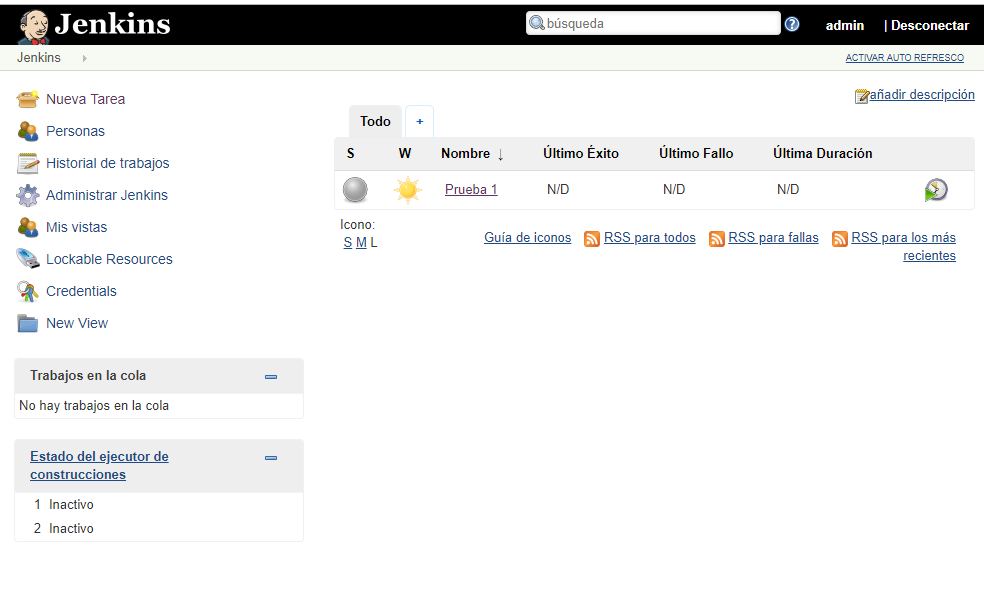 Jenkins
búsqueda
admin
| Desconectar
Jenkins
ACTIVAR AUTO REFRESCO
Nueva Tarea
Personas
Historial de trabajos
Administrar Jenkins
Mis vistas
Lockable Resources
Credentials
New View
Trabajos en la cola
No hay trabajos en la cola
Estado del ejecutor de
construcciones
1 Inactivo
2 Inactivo
añadir descripción
Todo +
S W Nombre ↓ Último Éxito Último Fallo Última Duración
Prueba 1 N/D N/D N/D
Icono:
S M L
Guía de iconos RSS para todos RSS para fallas RSS para los más
recientes